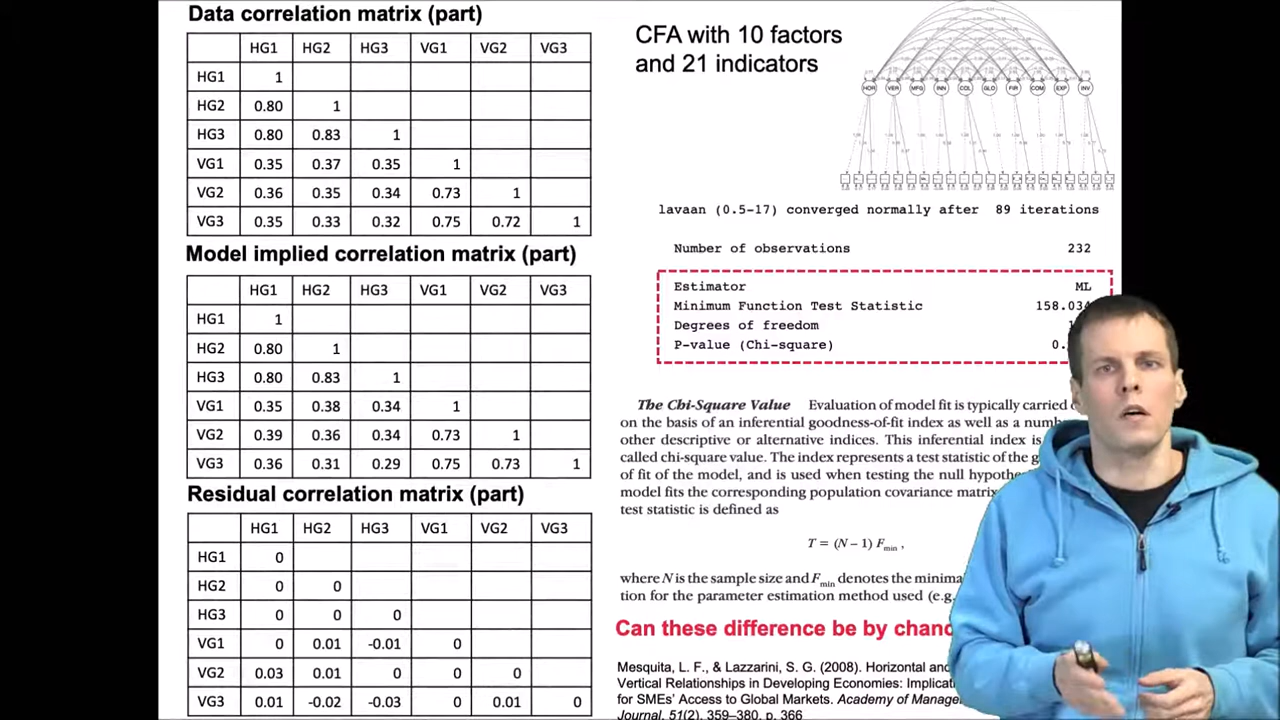 Data correlation matrix (part)
HG1 HG2 HG3 VG1 VG2 VG3
HG1 1
HG2 0.80 1
HG3 0.80 0.83 1
VG1 0.35 0.37 0.35 1
VG2 0.36 0.35 0.34 0.73 1
VG3 0.35 0.33 0.32 0.75 0.72 1
Model implied correlation matrix (part)
HG1 HG2 HG3 VG1 VG2 VG3
HG1 1
HG2 0.80 1
HG3 0.80 0.83 1
VG1 0.35 0.38 0.34 1
VG2 0.39 0.36 0.34 0.73 1
VG3 0.36 0.31 0.29 0.75 0.73 1
Residual correlation matrix (part)
HG1 HG2 HG3 VG1 VG2 VG3
HG1 0
HG2 0 0
HG3 0 0 0
VG1 0 0.01 -0.01 0
VG2 0.03 0.01 0 0 0
VG3 0.01 -0.02 -0.03 0 0.01 0
CFA with 10 factors
and 21 indicators
HOR VER MFG INN COL GLO FIR COM EXP INV
lavaan (0.5-17) converged normally after 89 iterations
Number of observations 232
Estimator ML
Minimum Function Test Statistic 158.034
Degrees of freedom
P-value (Chi-square)
The Chi-Square Value Evaluation of model fit is typically carried
on the basis of an inferential goodness-of-fit index as well as a
other descriptive or alternative indices. This inferential index is
called chi-square value. The index represents a test statistic of the
of fit of the model, and is used when testing the null
model fits the corresponding population covariance
test statistic is defined as
T = (N – 1) Fmin ,
where N is the sample size and Fmin denotes the
tion for the parameter estimation method used (e.g.
Can these difference be by
Mesquita, L. F., & Lazzarini, S. G. (2008). Horizontal and
Vertical Relationships in Developing Economies:
for SMEs' Access to Global Markets. Academy of
Journal, 51(2), 359–380. p. 366